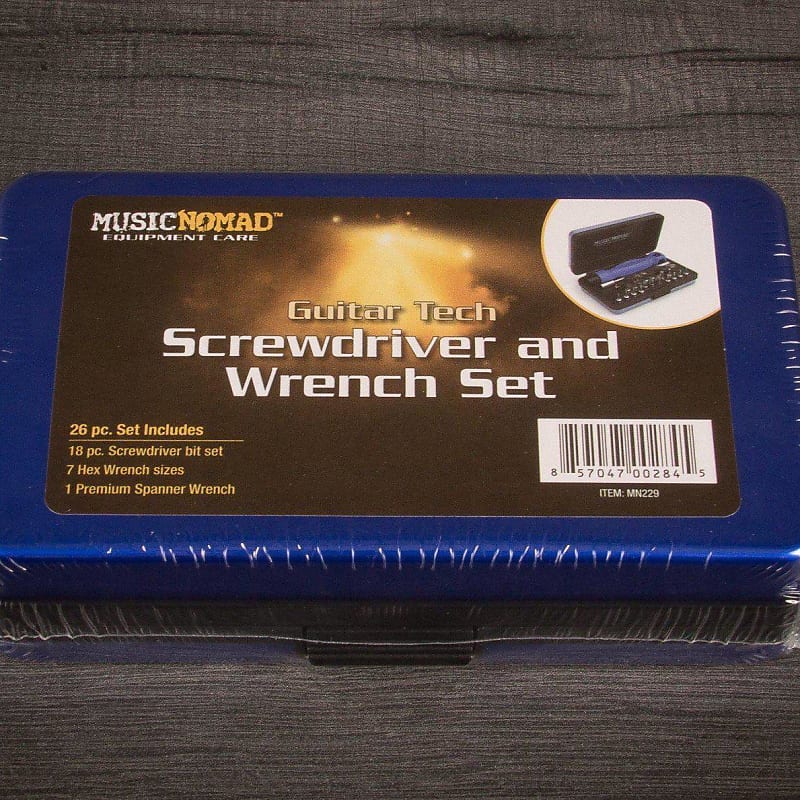 MUSICNOMAD™
EQUIPMENT CARE
Guitar Tech
Screwdriver and
Wrench Set
26 pc. Set Includes
18 pc. Screwdriver bit set
7 Hex Wrench sizes
1 Premium Spanner Wrench
8 57047 00284 5
ITEM: MN229